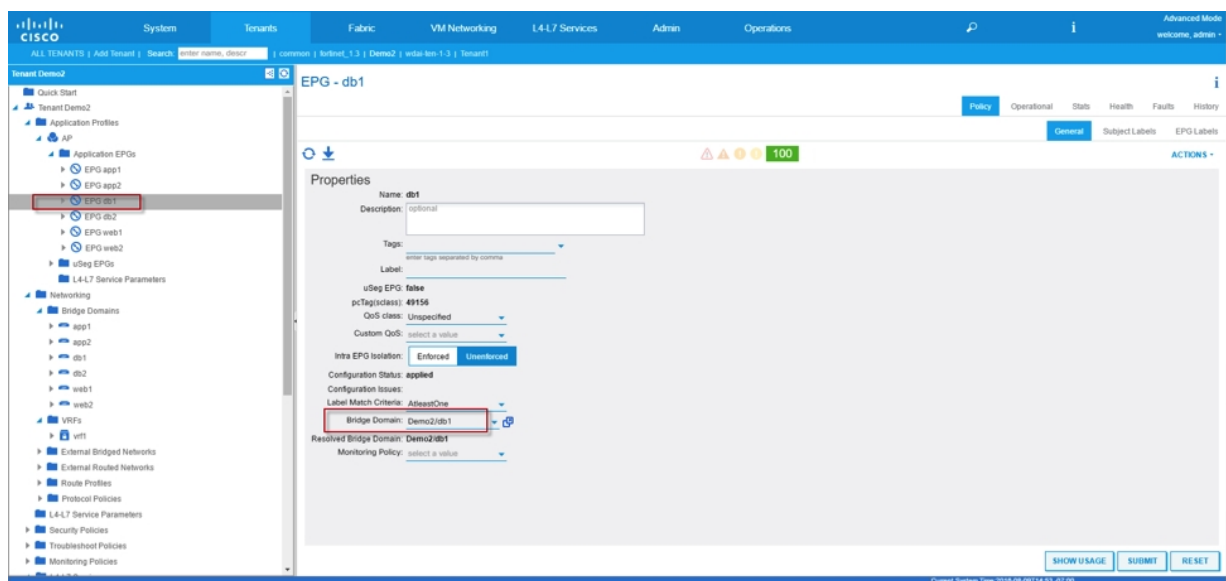 CISCO
System
Tenants
Fabric
VM Networking
L4-L7 Services
Admin
Operations
i
Advanced Mode
welcome, admin
ALL TENANTS | Add Tenant | Search: enter name, descr | common | fortinet_1.3 | Demo2 | wdai-ten-1-3 | Tenant1
Tenant Demo2
Quick Start
Tenant Demo2
Application Profiles
AP
Application EPGs
EPG app1
EPG app2
EPG db1
EPG db2
EPG web1
EPG web2
uSeg EPGs
L4-L7 Service Parameters
Networking
Bridge Domains
app1
app2
db1
db2
web1
web2
VRFs
vrf1
External Bridged Networks
External Routed Networks
Route Profiles
Protocol Policies
L4-L7 Service Parameters
Security Policies
Troubleshoot Policies
Monitoring Policies
EPG - db1
i
Policy
Operational
Stats
Health
Faults
History
General
Subject Labels
EPG Labels
100
ACTIONS
Properties
Name: db1
Description: optional
Tags:
enter tags separated by comma
Label:
uSeg EPG: false
pcTag(sclass): 49156
QoS class: Unspecified
Custom QoS: select a value
Intra EPG Isolation: Enforced Unenforced
Configuration Status: applied
Configuration Issues:
Label Match Criteria: AtleastOne
Bridge Domain: Demo2/db1
Resolved Bridge Domain: Demo2/db1
Monitoring Policy: select a value
SHOW USAGE
SUBMIT
RESET